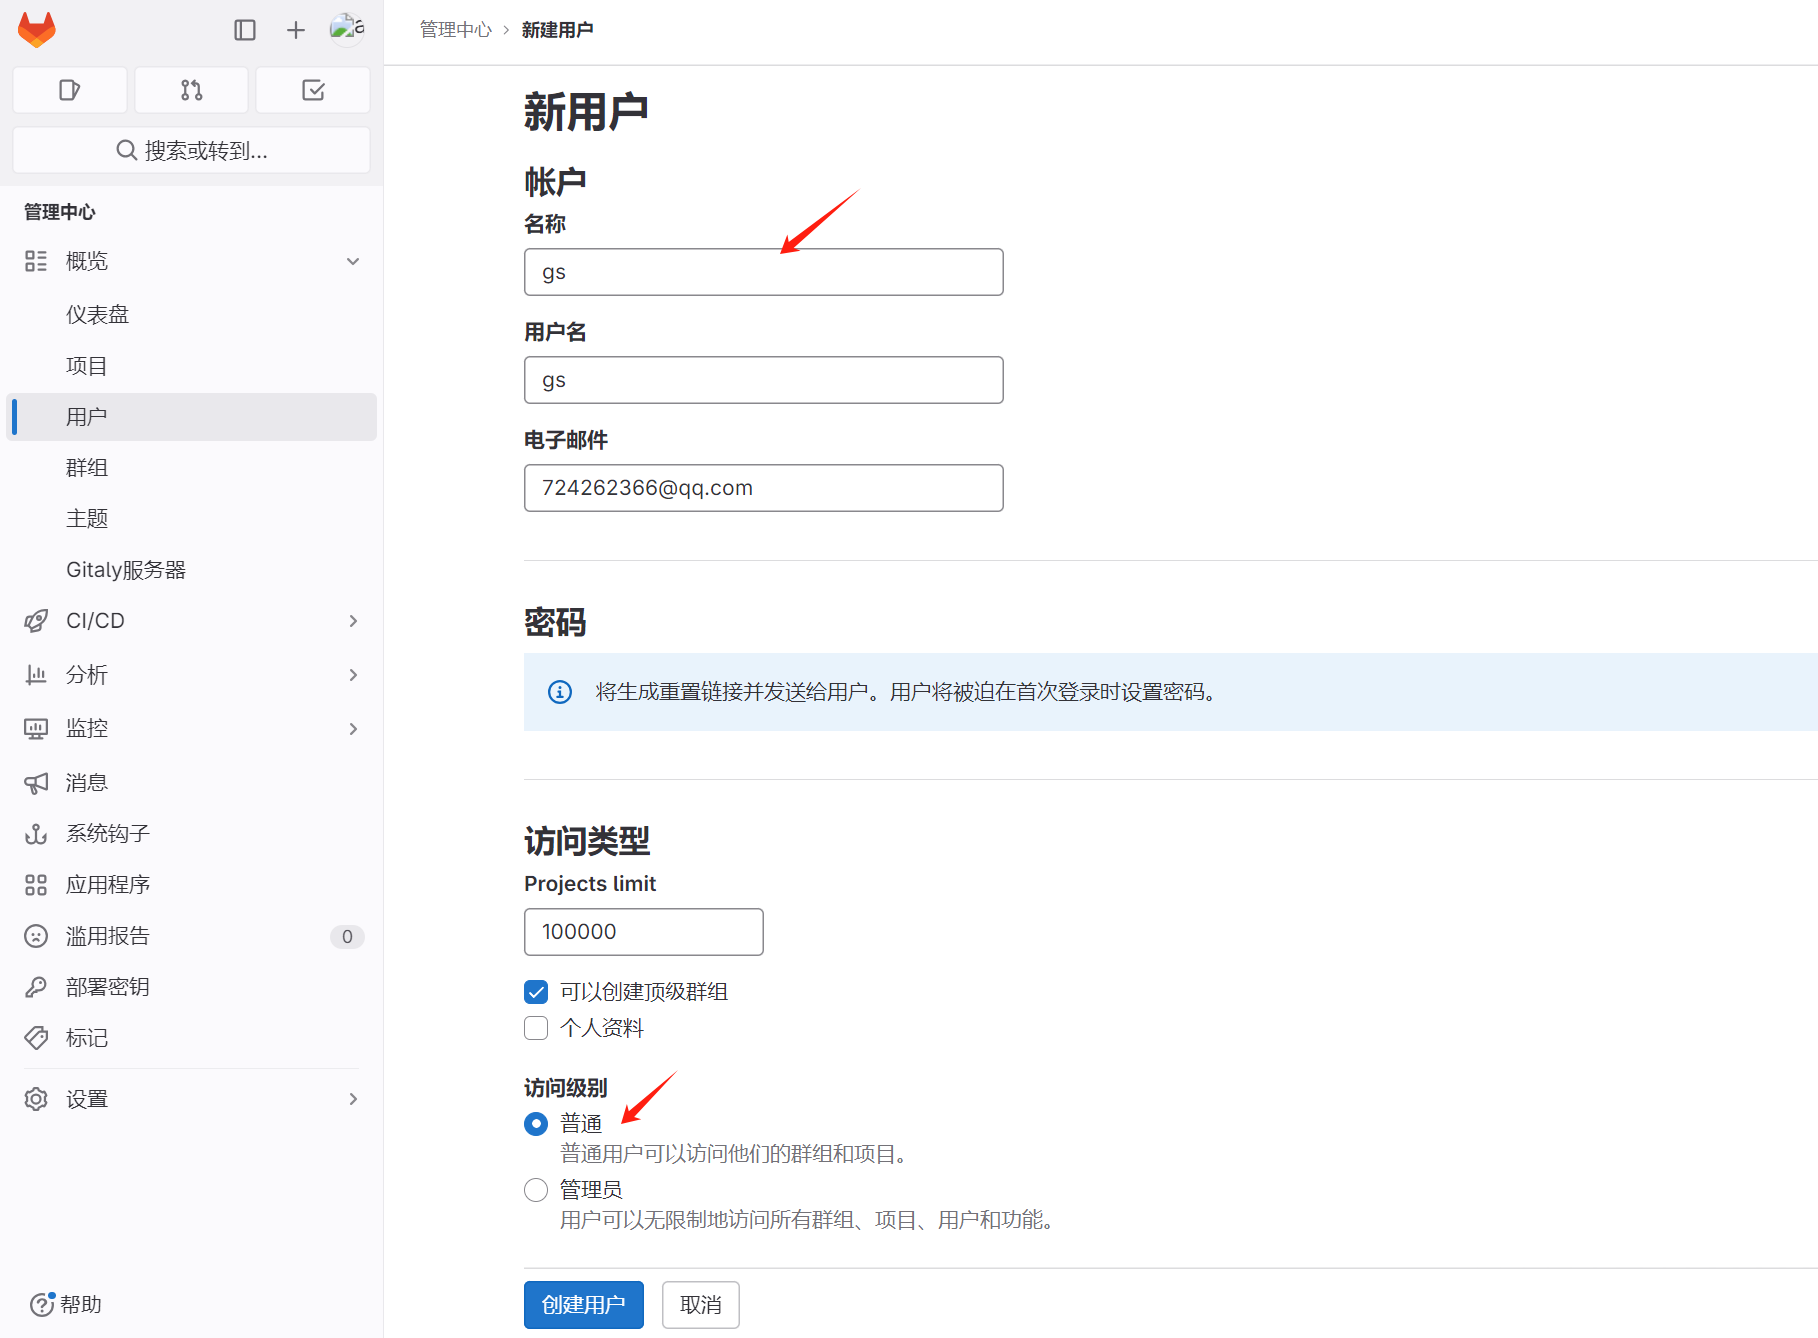 a
搜索或转到...
管理中心
概览
仪表盘
项目
用户
群组
主题
Gitaly服务器
CI/CD
分析
监控
消息
系统钩子
应用程序
滥用报告
0
部署密钥
标记
设置
帮助
管理中心 › 新建用户
新用户
帐户
名称
gs
用户名
gs
电子邮件
724262366@qq.com
密码
将生成重置链接并发送给用户。用户将被迫在首次登录时设置密码。
访问类型
Projects limit
100000
可以创建顶级群组
个人资料
访问级别
普通
普通用户可以访问他们的群组和项目。
管理员
用户可以无限制地访问所有群组、项目、用户和功能。
创建用户
取消